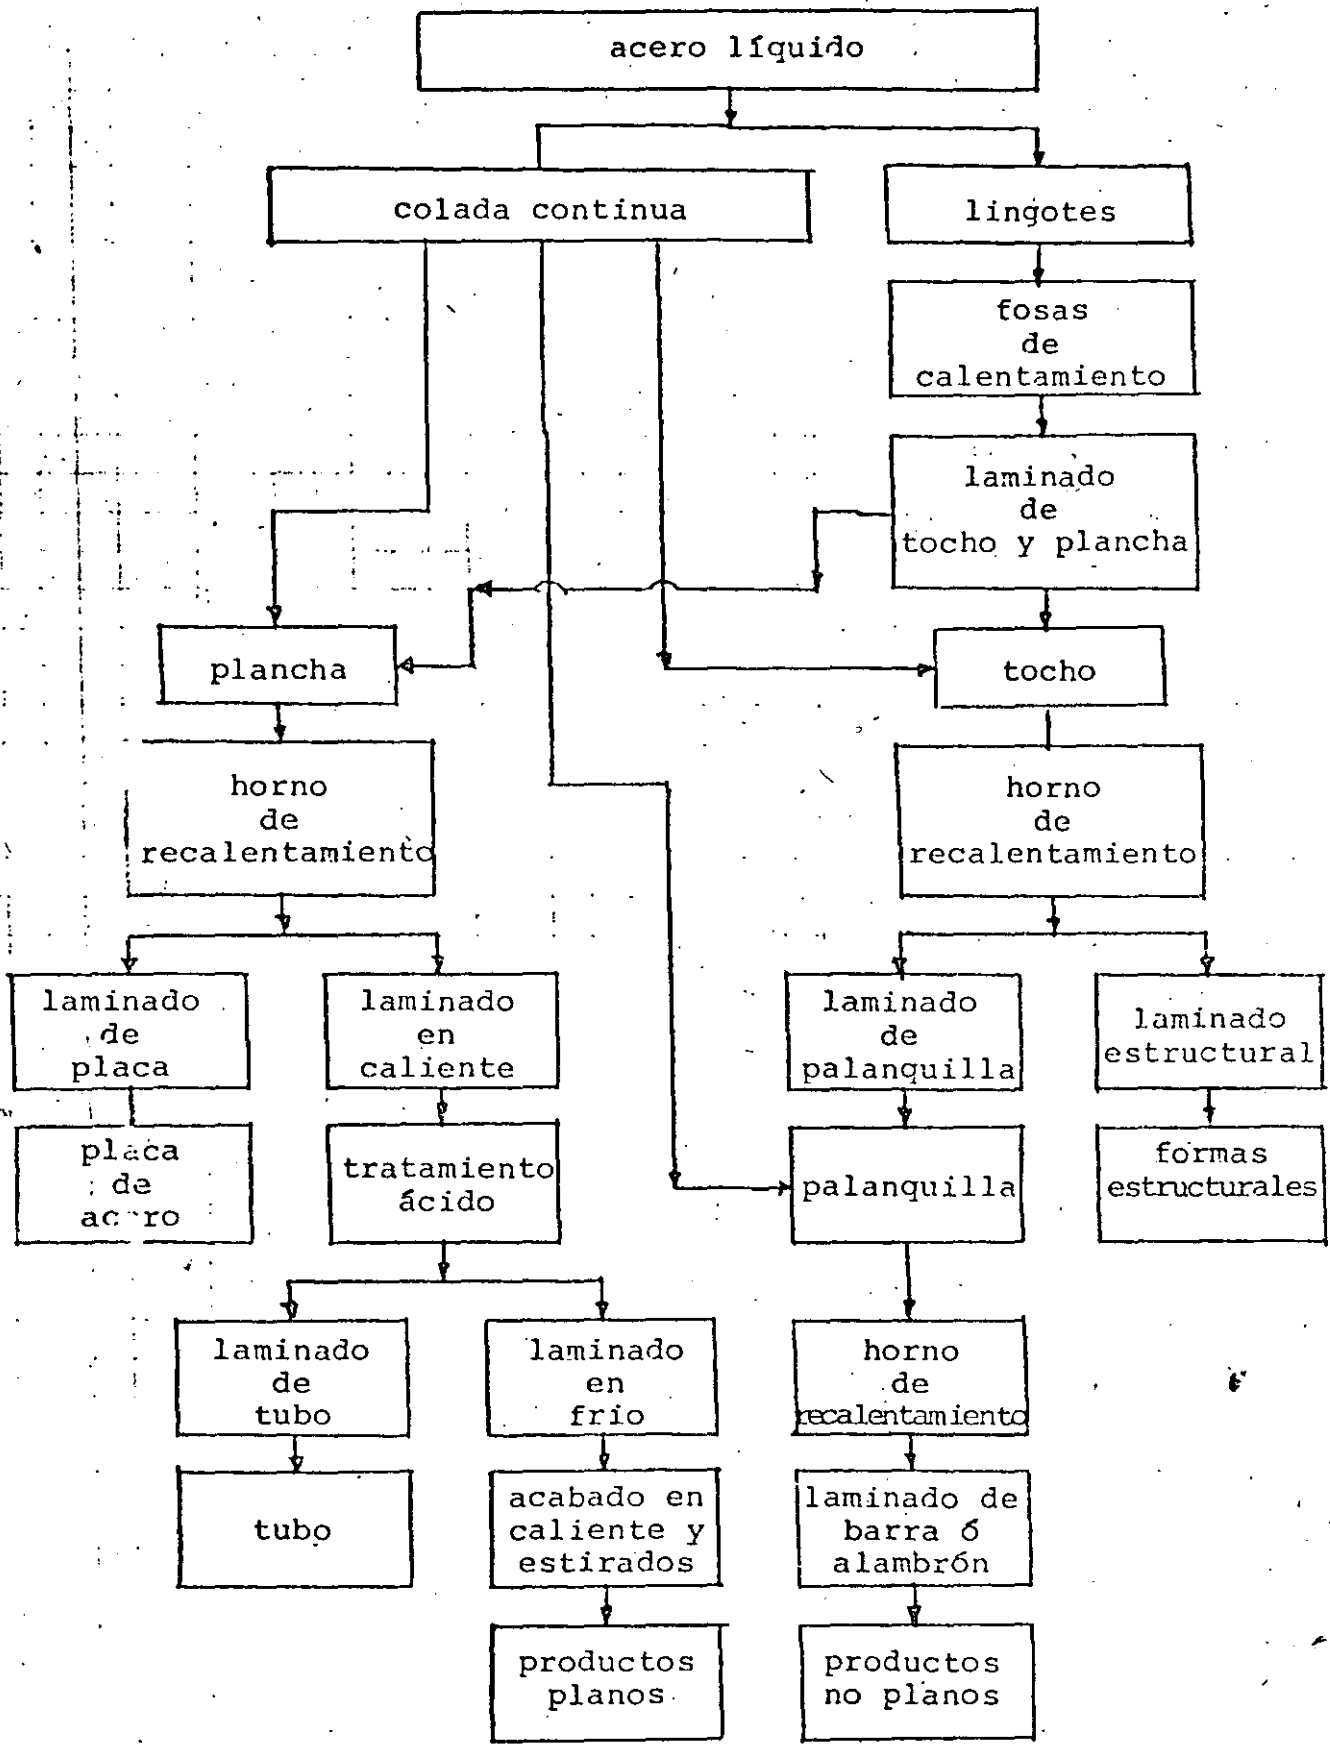 acero líquido
colada continua
lingotes
fosas
de
calentamiento
laminado
de
tocho y plancha
plancha
tocho
horno
de
recalentamiento
horno
de
recalentamiento
laminado
de
placa
laminado
en
caliente
laminado
de
palanquilla
laminado
estructural
placa
de
acero
tratamiento
ácido
palanquilla
formas
estructurales
laminado
de
tubo
laminado
en
frío
horno
de
recalentamiento
tubo
acabado en
caliente y
estirados
laminado de
barra ó
alambrón
productos
planos
productos
no planos